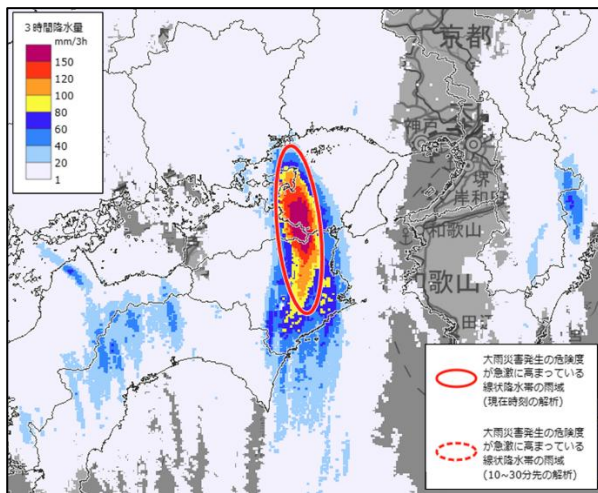 3時間降水量
mm/3h
150
120
100
80
60
40
20
1
京都
神戸
堺
岸和
和歌山
和歌山
田辺
大雨災害発生の危険度
が急激に高まっている
線状降水帯の雨域
(現在時刻の解析)
大雨災害発生の危険度
が急激に高まっている
線状降水帯の雨域
(10~30分先の解析)